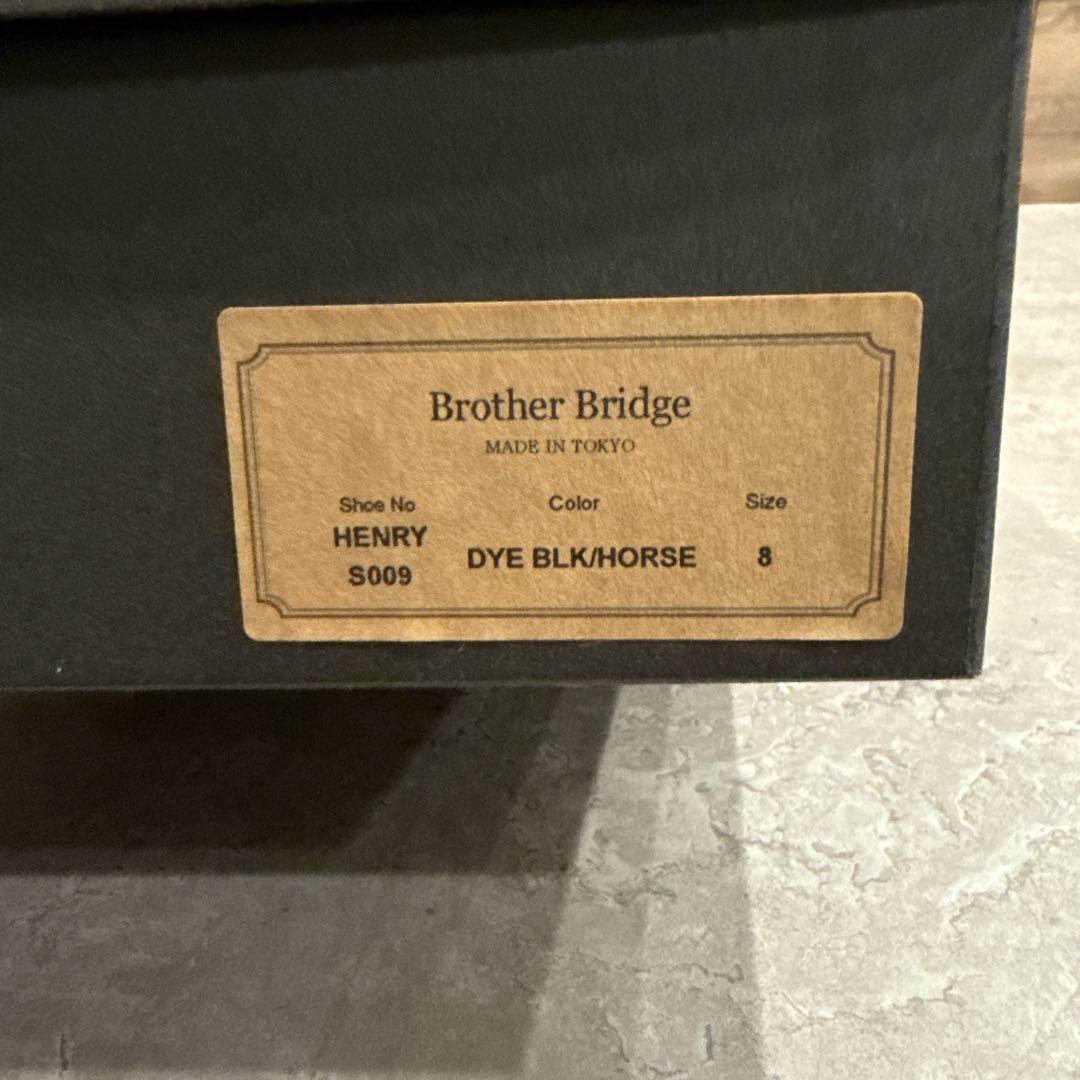 Brother Bridge
MADE IN TOKYO
Shoe No Color Size
HENRY S009 DYE BLK/HORSE 8